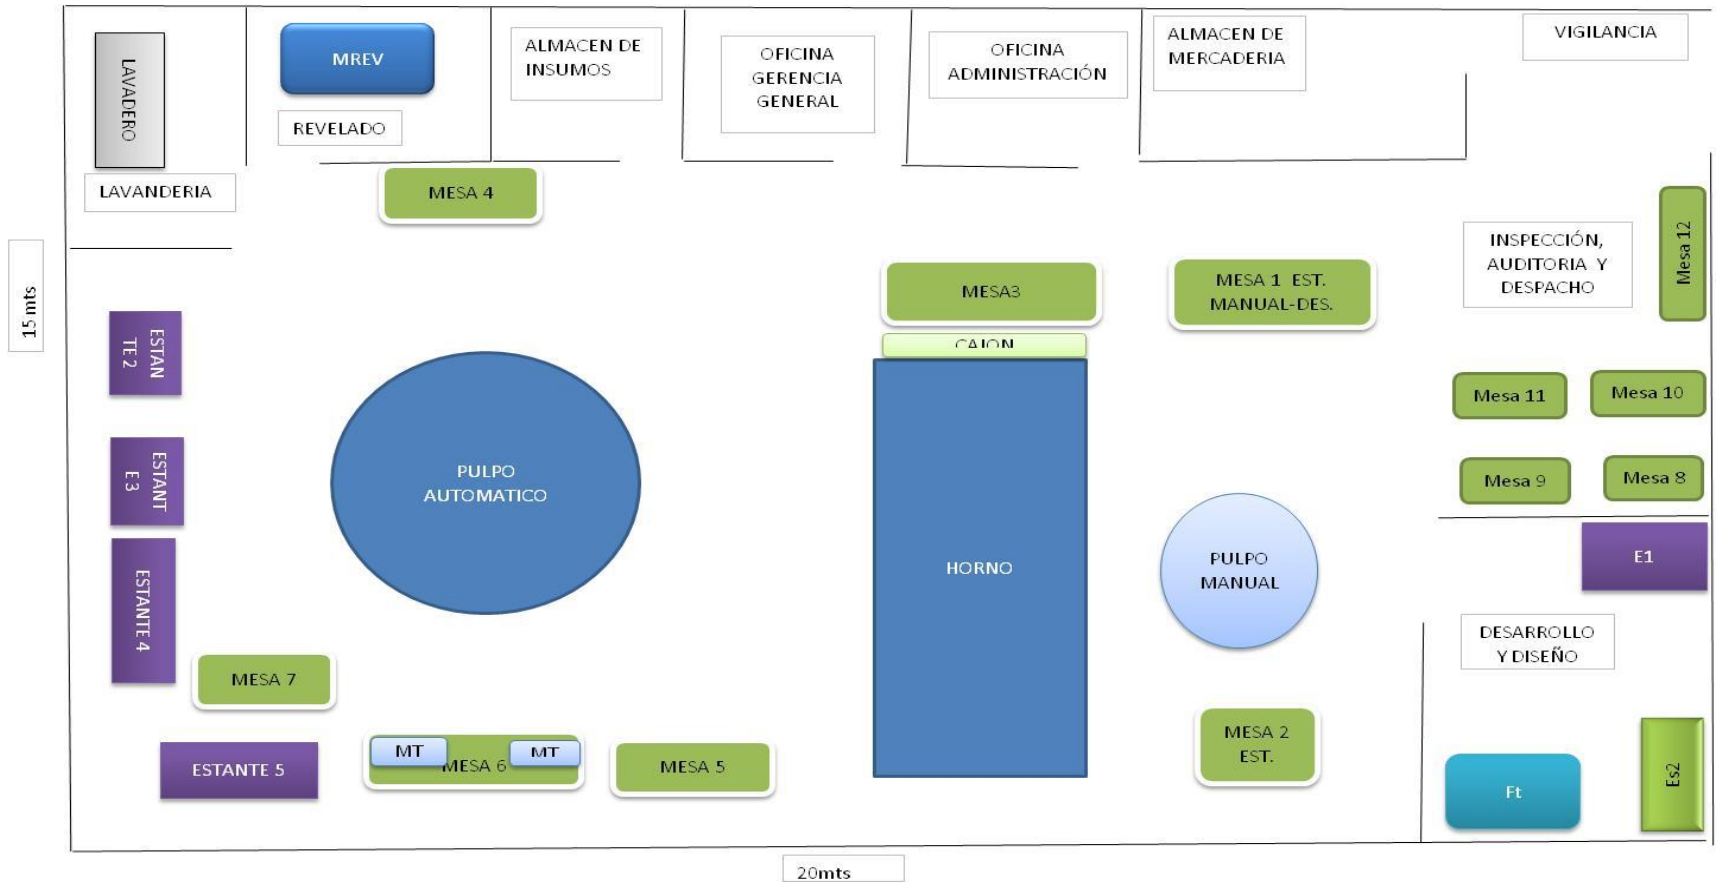 LAVADERO
LAVANDERIA
MREV
REVELADO
ALMACEN DE
INSUMOS
OFICINA
GERENCIA
GENERAL
OFICINA
ADMINISTRACIÓN
ALMACEN DE
MERCADERIA
VIGILANCIA
MESA 4
15 mts
MESA3
CAJON
MESA 1 EST.
MANUAL-DES.
INSPECCIÓN,
AUDITORIA Y
DESPACHO
Mesa 12
ESTAN
TE 2
Mesa 11
Mesa 10
ESTANT
E 3
PULPO
AUTOMATICO
Mesa 9
Mesa 8
HORNO
PULPO
MANUAL
E1
ESTANTE 4
DESARROLLO
Y DISEÑO
MESA 7
ESTANTE 5
MT
MT
MESA 6
MESA 5
MESA 2
EST.
Ft
Es2
20mts